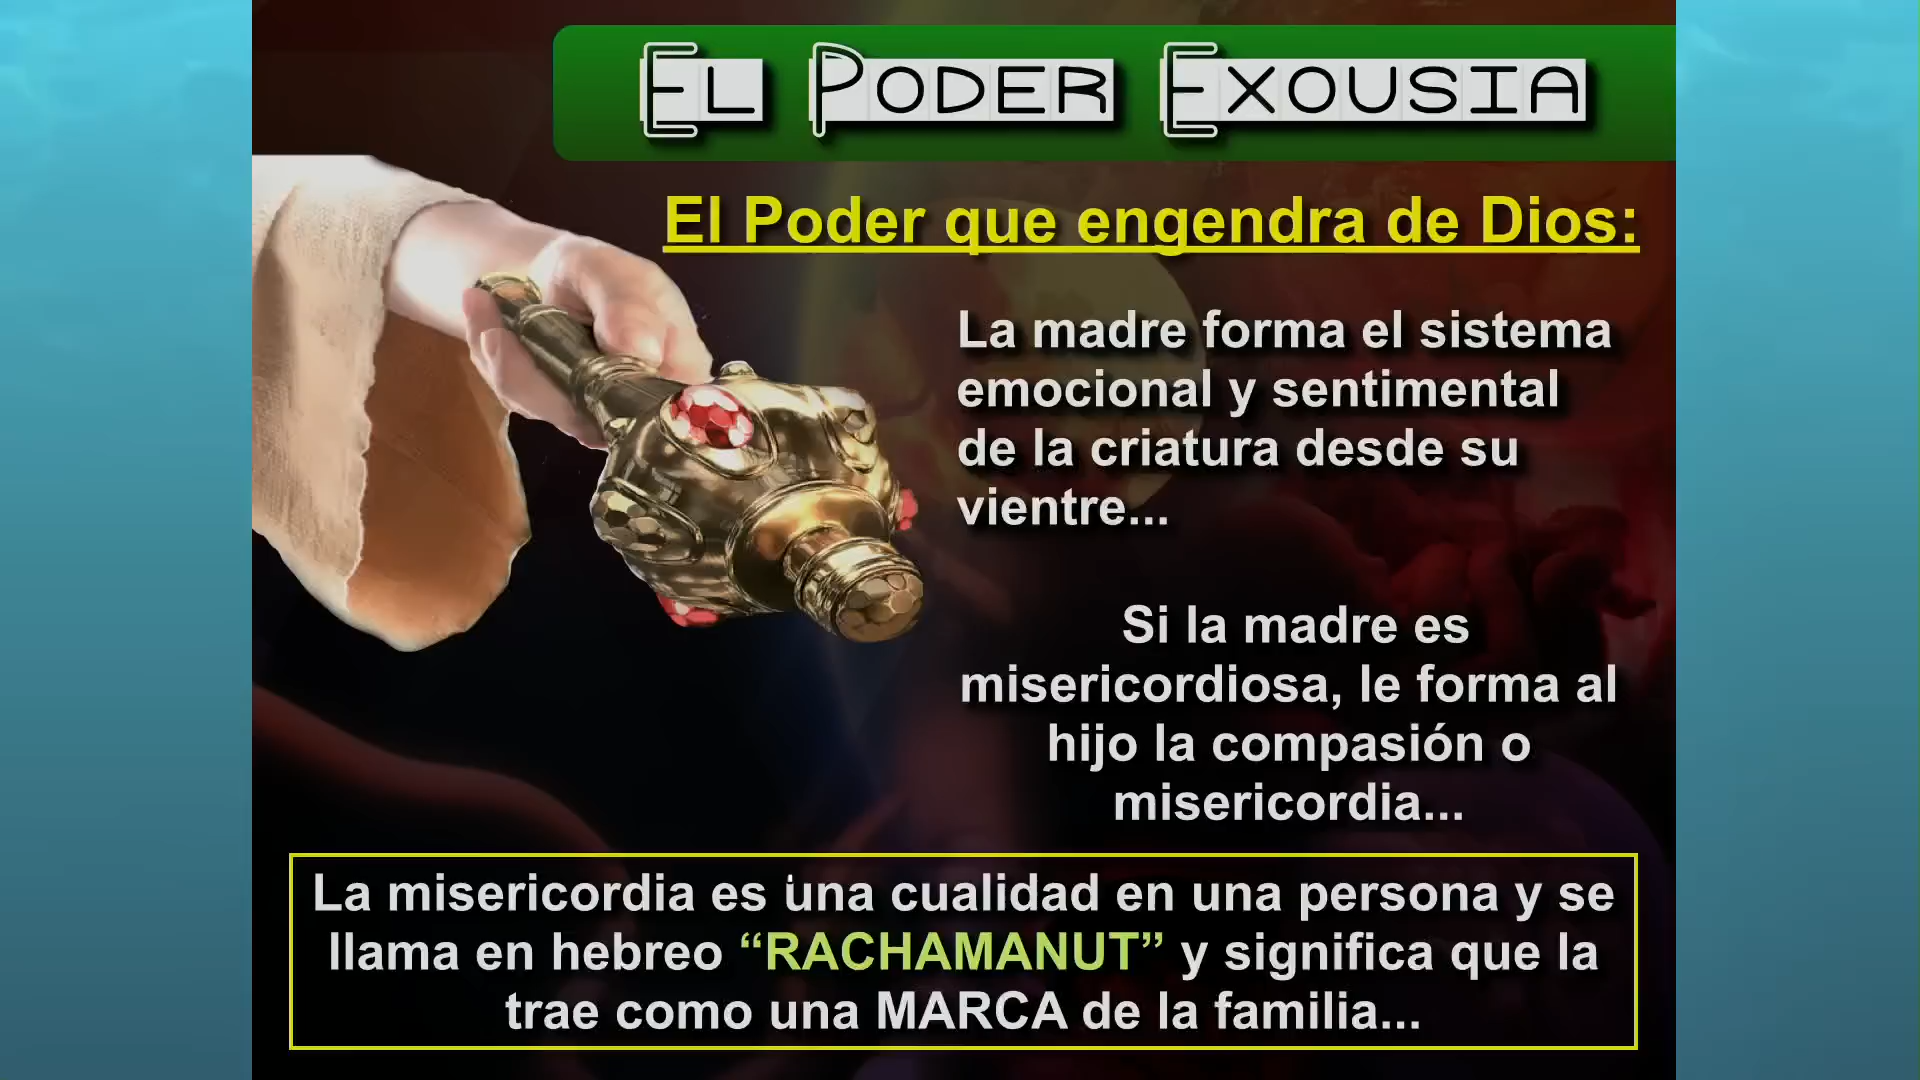 El Poder Exousia
El Poder que engendra de Dios:
La madre forma el sistema
emocional y sentimental
de la criatura desde su
vientre...
Si la madre es
misericordiosa, le forma al
hijo la compasión o
misericordia...
La misericordia es una cualidad en una persona y se
llama en hebreo “RACHAMANUT” y significa que la
trae como una MARCA de la familia...